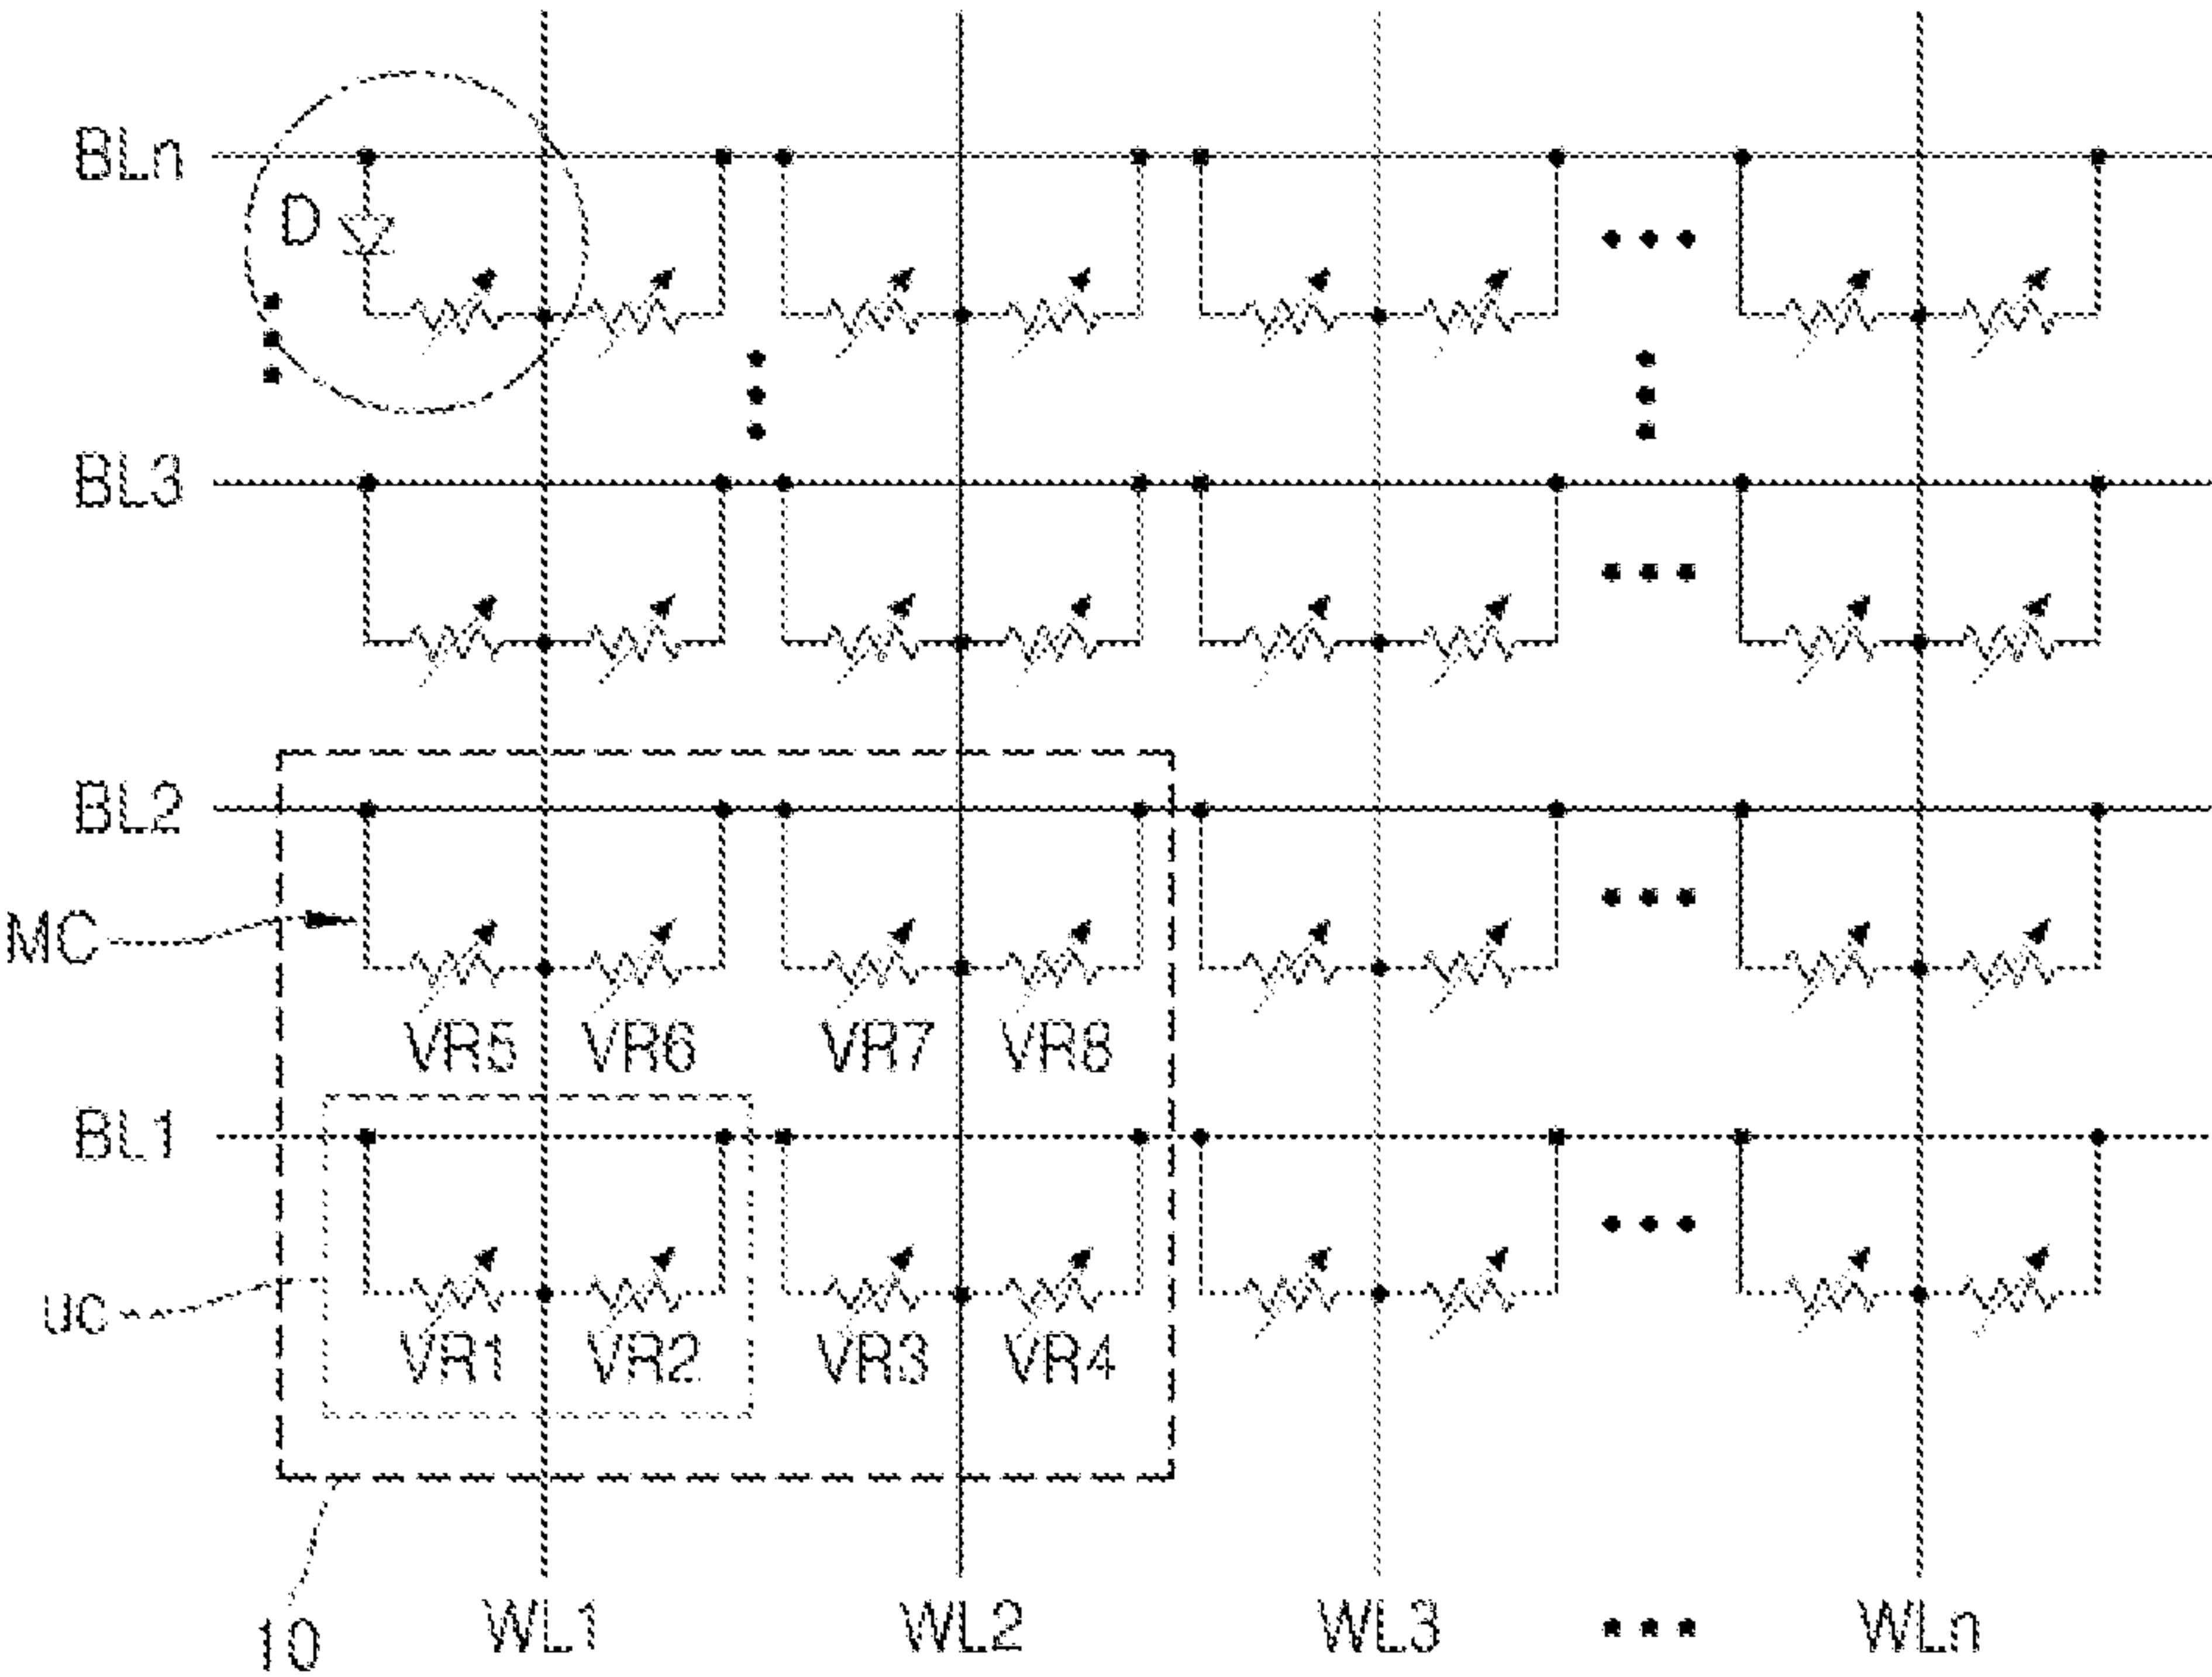 BLn
D
BL3
BL2
MC
VR5 VR6 VR7 VR8
BL1
uc
VR1 VR2 VR3 VR4
10
WL1 WL2 WL3 ••• WLn